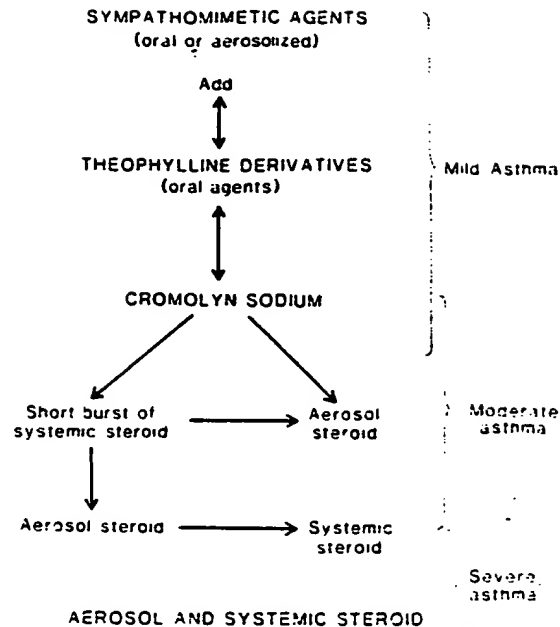 SYMPATHOMIMETIC AGENTS
(oral or aerosolized)
Add
THEOPHYLLINE DERIVATIVES
(oral agents)
Mild Asthma
CROMOLYN SODIUM
Short burst of
systemic steroid
Aerosol
steroid
Moderate
asthma
Aerosol steroid
Systemic
steroid
Severe
asthma
AEROSOL AND SYSTEMIC STEROID